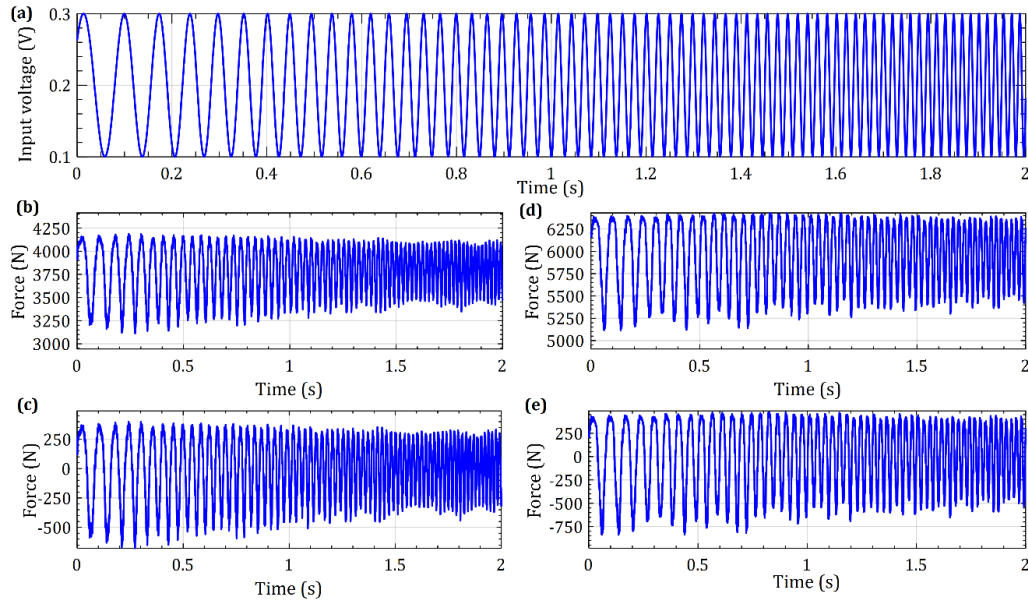 (a)
Input voltage (V)
0.3
0.2
0.1
0 0.2 0.4 0.6 0.8 1 1.2 1.4 1.6 1.8 2
Time (s)
(b)
Force (N)
4250
4000
3750
3500
3250
3000
0 0.5 1 1.5 2
Time (s)
(d)
Force (N)
6250
6000
5750
5500
5250
5000
0 0.5 1 1.5 2
Time (s)
(c)
Force (N)
250
0
-250
-500
0 0.5 1 1.5 2
Time (s)
(e)
Force (N)
250
0
-250
-500
-750
0 0.5 1 1.5 2
Time (s)